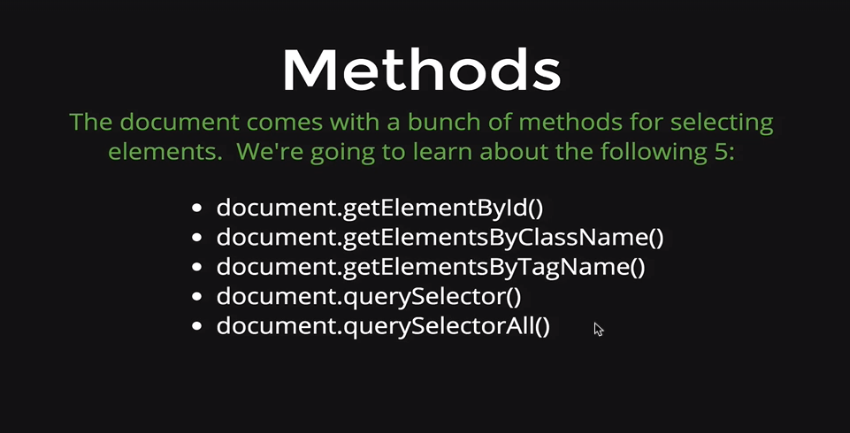 Methods
The document comes with a bunch of methods for selecting
elements.  We're going to learn about the following 5:
• document.getElementById()
• document.getElementsByClassName()
• document.getElementsByTagName()
• document.querySelector()
• document.querySelectorAll()